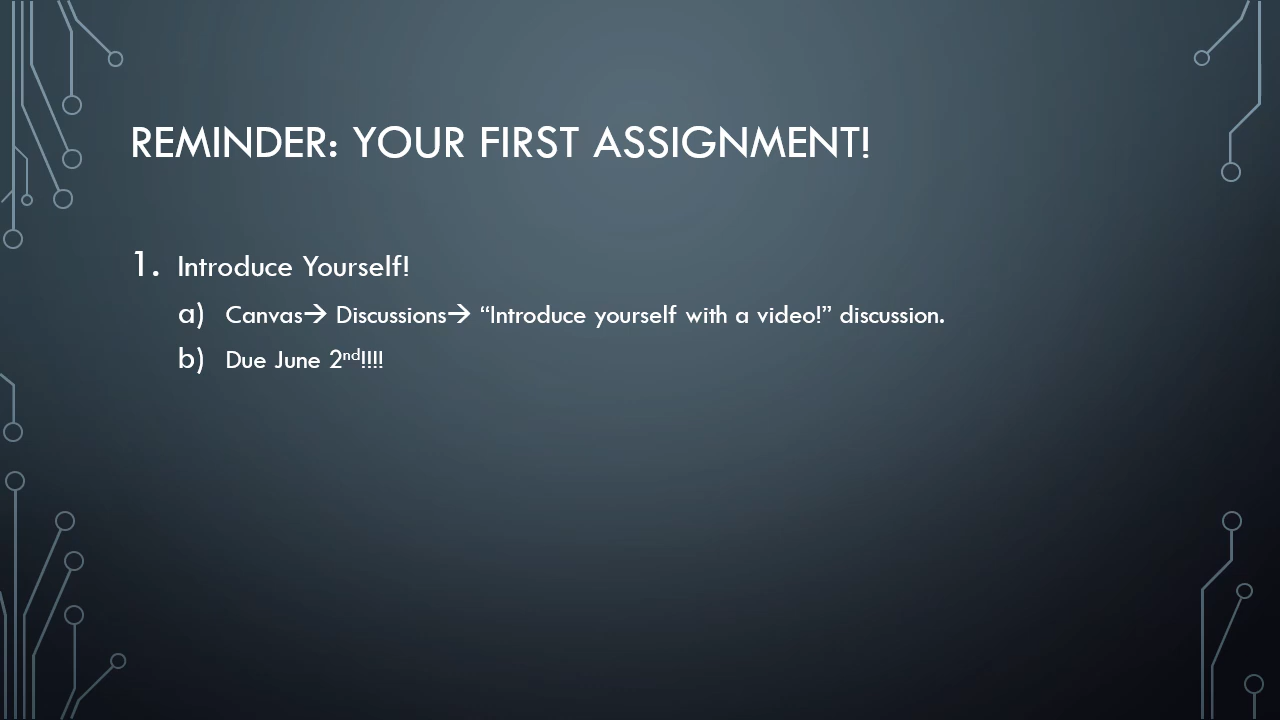 REMINDER: YOUR FIRST ASSIGNMENT!
1. Introduce Yourself!
a) Canvas→ Discussions→ “Introduce yourself with a video!” discussion.
b) Due June 2nd!!!!